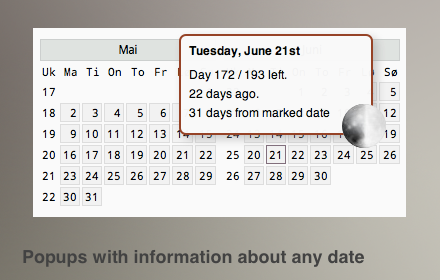 Mai
Tuesday, June 21st
Day 172 / 193 left.
22 days ago.
31 days from marked date
Uk Ma Ti On To Fr Sø
17 5
18 2 3 4 5 6 12
19 9 10 11 12 13 14 15 19
20 16 17 18 19 20 21 22 25 20 21 22 23 24 25 26
21 23 24 25 26 27 28 29 26 27 28 29 30
22 30 31
Popups with information about any date